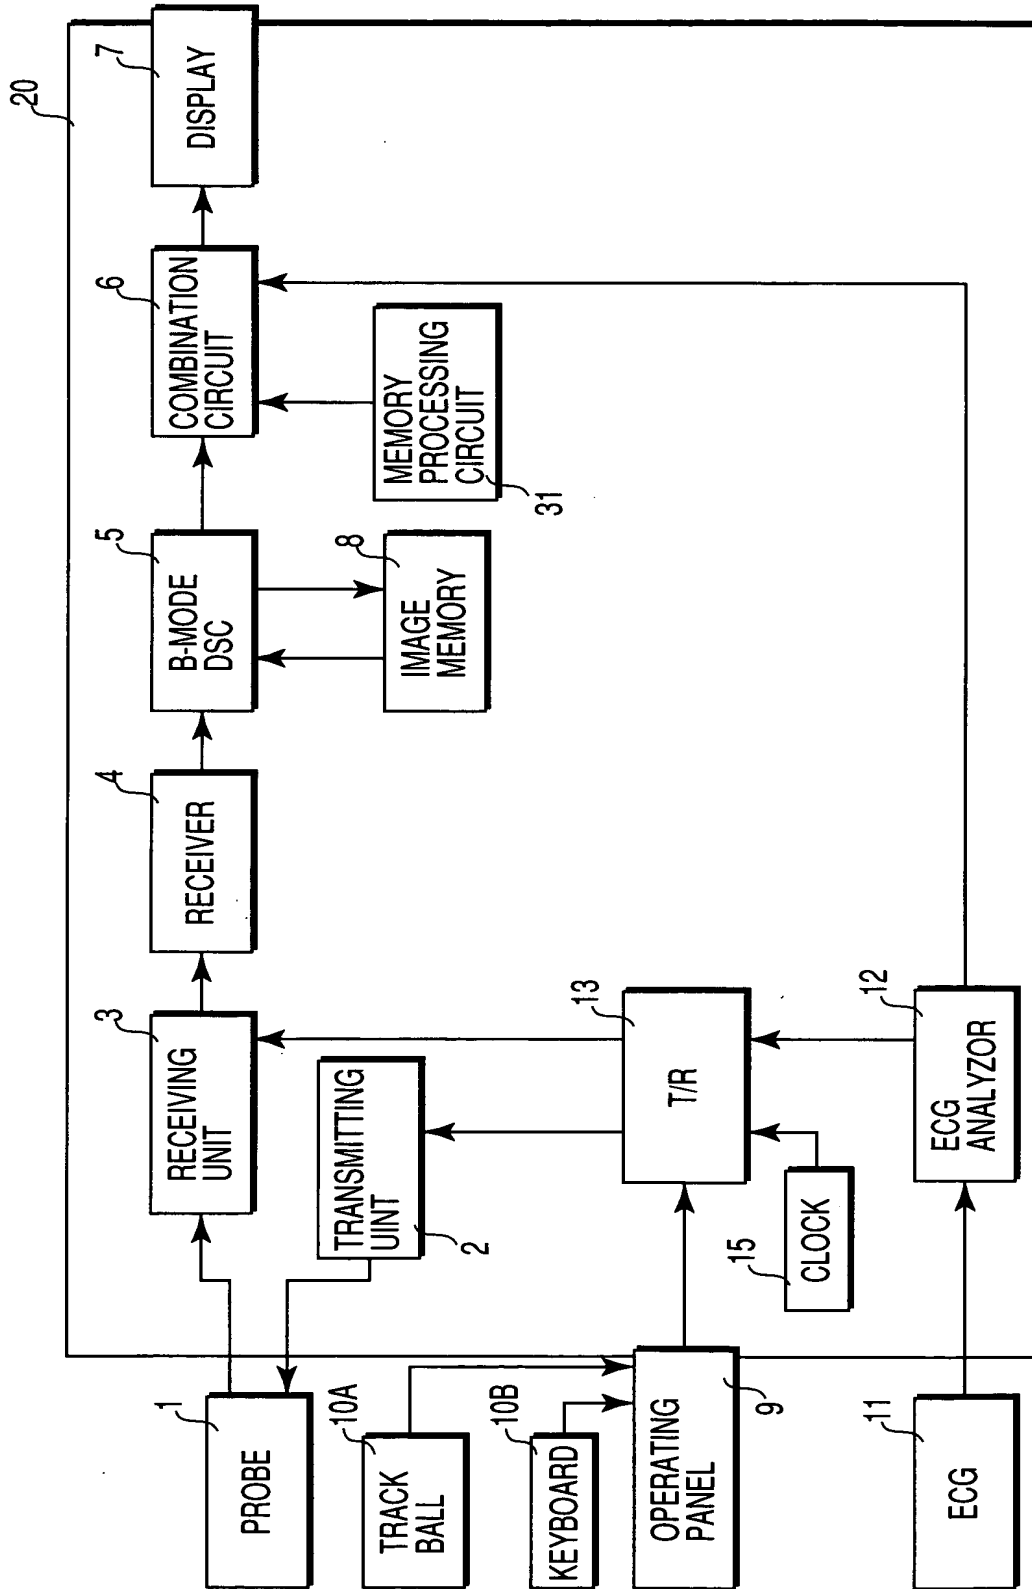 20
7
DISPLAY
6
COMBINATION
CIRCUIT
MEMORY
PROCESSING
CIRCUIT
31
5
B-MODE
DSC
8
IMAGE
MEMORY
4
RECEIVER
3
RECEIVING
UNIT
TRANSMITTING
UINT
2
13
T/R
15
CLOCK
12
ECG
ANALYZOR
1
PROBE
10A
TRACK
BALL
10B
KEYBOARD
OPERATING
PANEL
9
11
ECG